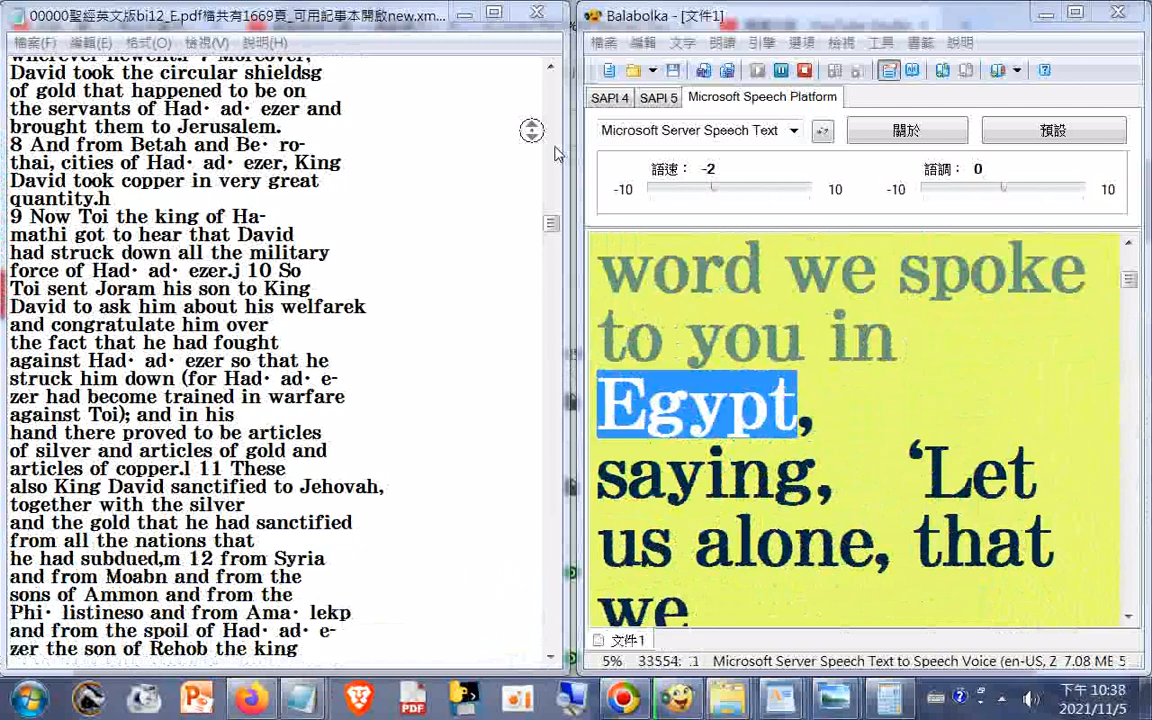 00000聖經英文版bi12_E.pdf檔共有1669頁_可用記事本開啟new.xm...
檔案(F) 編輯(E) 格式(O) 檢視(V) 說明(H)
David took the circular shieldsg
of gold that happened to be on
the servants of Had· ad· ezer and
brought them to Jerusalem.
8 And from Betah and Be· ro-
thai, cities of Had· ad· ezer, King
David took copper in very great
quantity.h
9 Now Toi the king of Ha-
mathi got to hear that David
had struck down all the military
force of Had· ad· ezer.j 10 So
Toi sent Joram his son to King
David to ask him about his welfarek
and congratulate him over
the fact that he had fought
against Had· ad· ezer so that he
struck him down (for Had· ad· e-
zer had become trained in warfare
against Toi); and in his
hand there proved to be articles
of silver and articles of gold and
articles of copper.l 11 These
also King David sanctified to Jehovah,
together with the silver
and the gold that he had sanctified
from all the nations that
he had subdued,m 12 from Syria
and from Moabn and from the
sons of Ammon and from the
Phi· listineso and from Ama· lekp
and from the spoil of Had· ad· e-
zer the son of Rehob the king
Balabolka - [文件1]
檔案 編輯 文字 朗讀 引擎 選項 檢視 工具 書籤 說明
SAPI 4 SAPI 5 Microsoft Speech Platform
Microsoft Server Speech Text 關於 預設
語速： -2 語調： 0
-10 10 -10 10
word we spoke
to you in
Egypt,
saying, ‘Let
us alone, that
we
文件1
5% 33554: .1 Microsoft Server Speech Text to Speech Voice (en-US, Z 7.08 MB 5
PDF
下午 10:38
2021/11/5